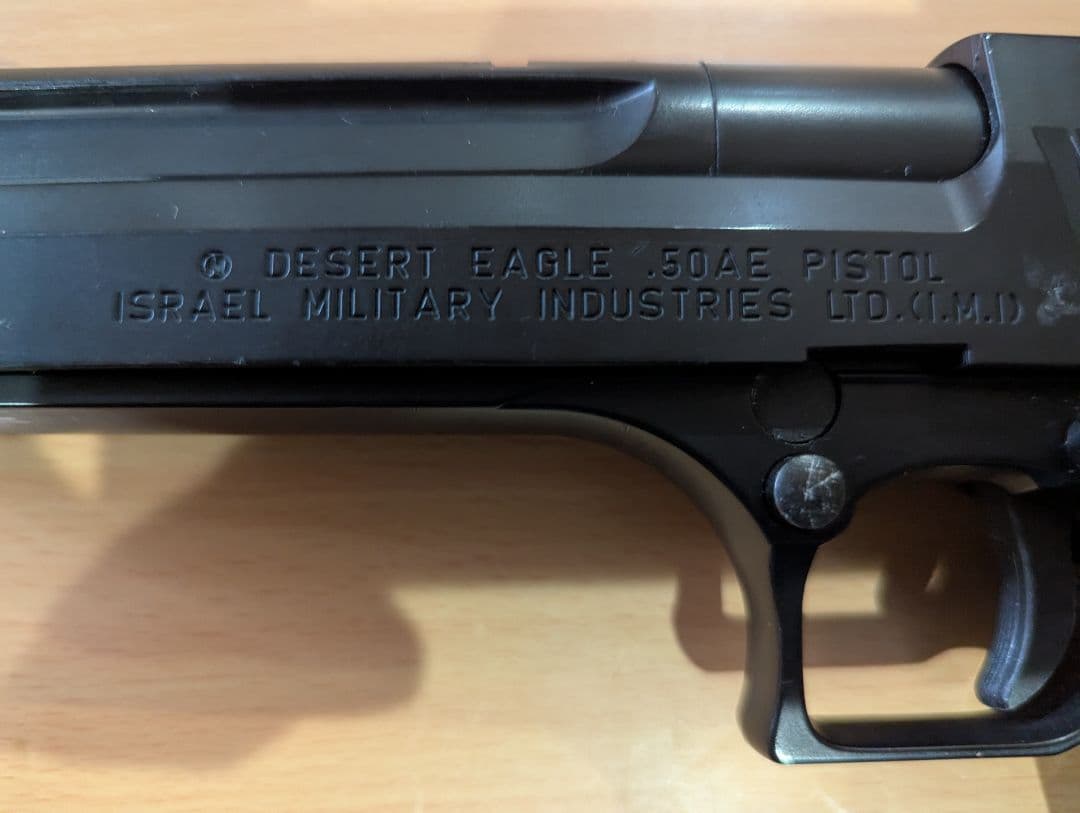 DESERT EAGLE .50AE PISTOL
ISRAEL MILITARY INDUSTRIES LTD.(I.M.I)